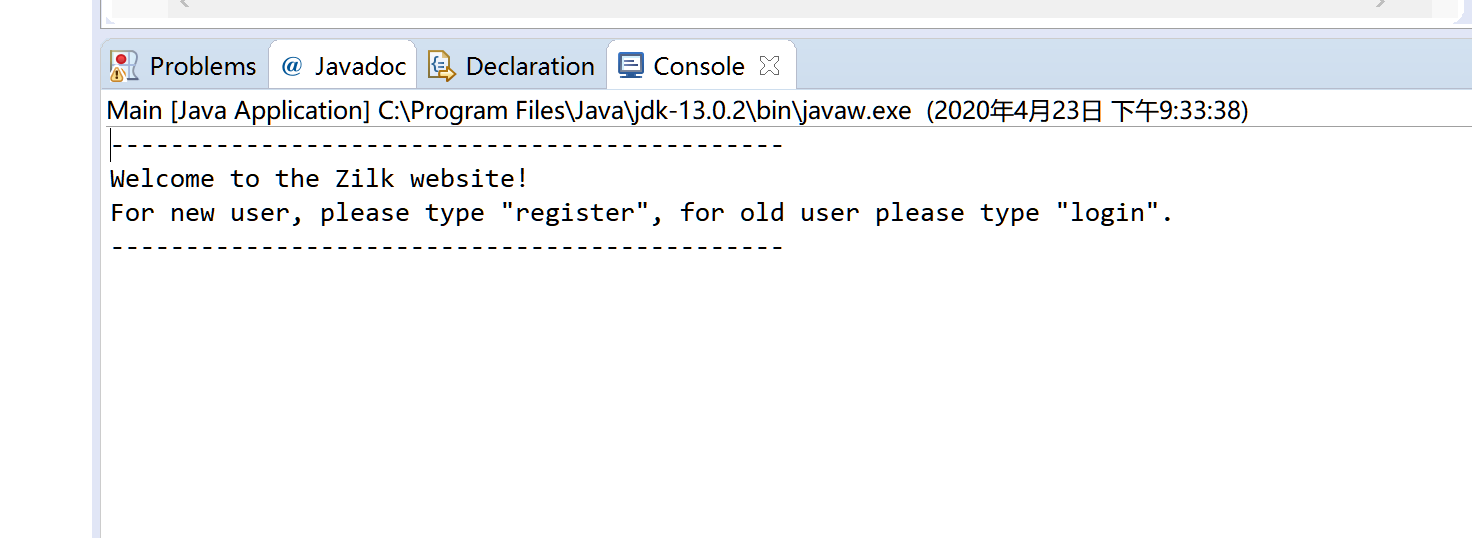 Problems @ Javadoc Declaration Console
Main [Java Application] C:\Program Files\Java\jdk-13.0.2\bin\javaw.exe (2020年4月23日 下午9:33:38)
---------------------------------------------
Welcome to the Zilk website!
For new user, please type "register", for old user please type "login".
---------------------------------------------